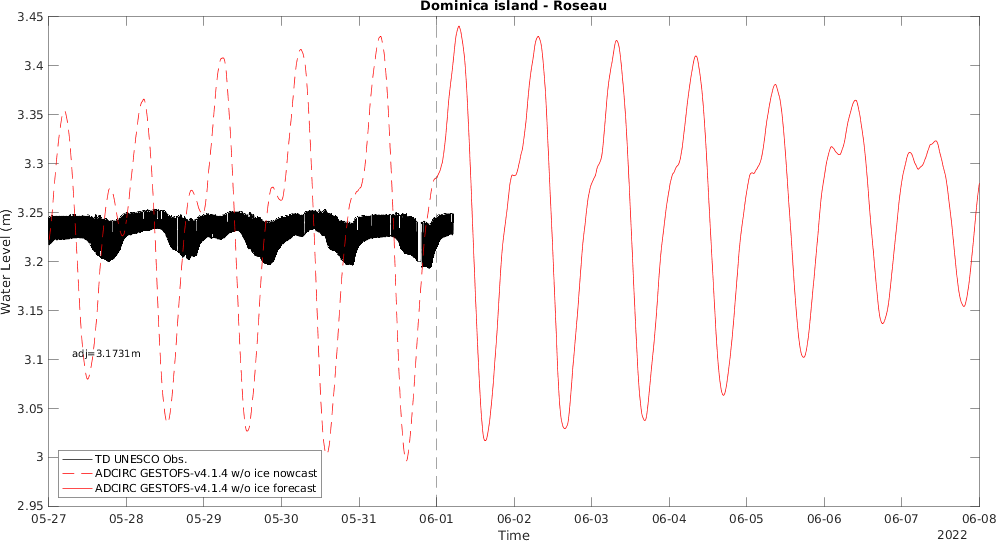 Dominica island - Roseau
3.45
3.4
3.35
3.3
3.25
3.2
3.15
3.1
3.05
3
2.95
Water Level (m)
adj=3.1731m
TD UNESCO Obs.
ADCIRC GESTOFS-v4.1.4 w/o ice nowcast
ADCIRC GESTOFS-v4.1.4 w/o ice forecast
05-27 05-28 05-29 05-30 05-31 06-01 06-02 06-03 06-04 06-05 06-06 06-07 06-08
Time
2022